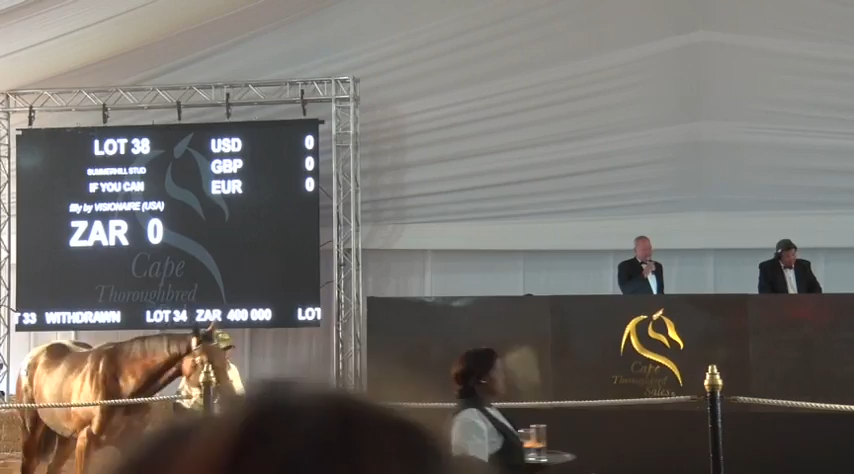 LOT 38
USD 0
SUMMERHILL STUD
GBP 0
IF YOU CAN
EUR 0
filly by VISIONAIRE (USA)
ZAR 0
Cape
Thoroughbred
T 33 WITHDRAWN LOT 34 ZAR 400 000 LOT
Cape
Thoroughbred
Sales